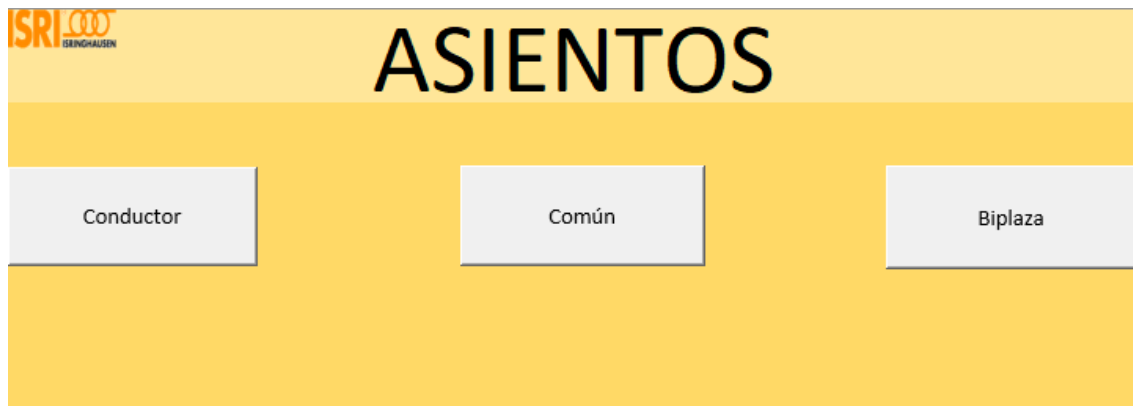 ISRI
ISRINGHAUSEN
ASIENTOS
Conductor
Común
Biplaza